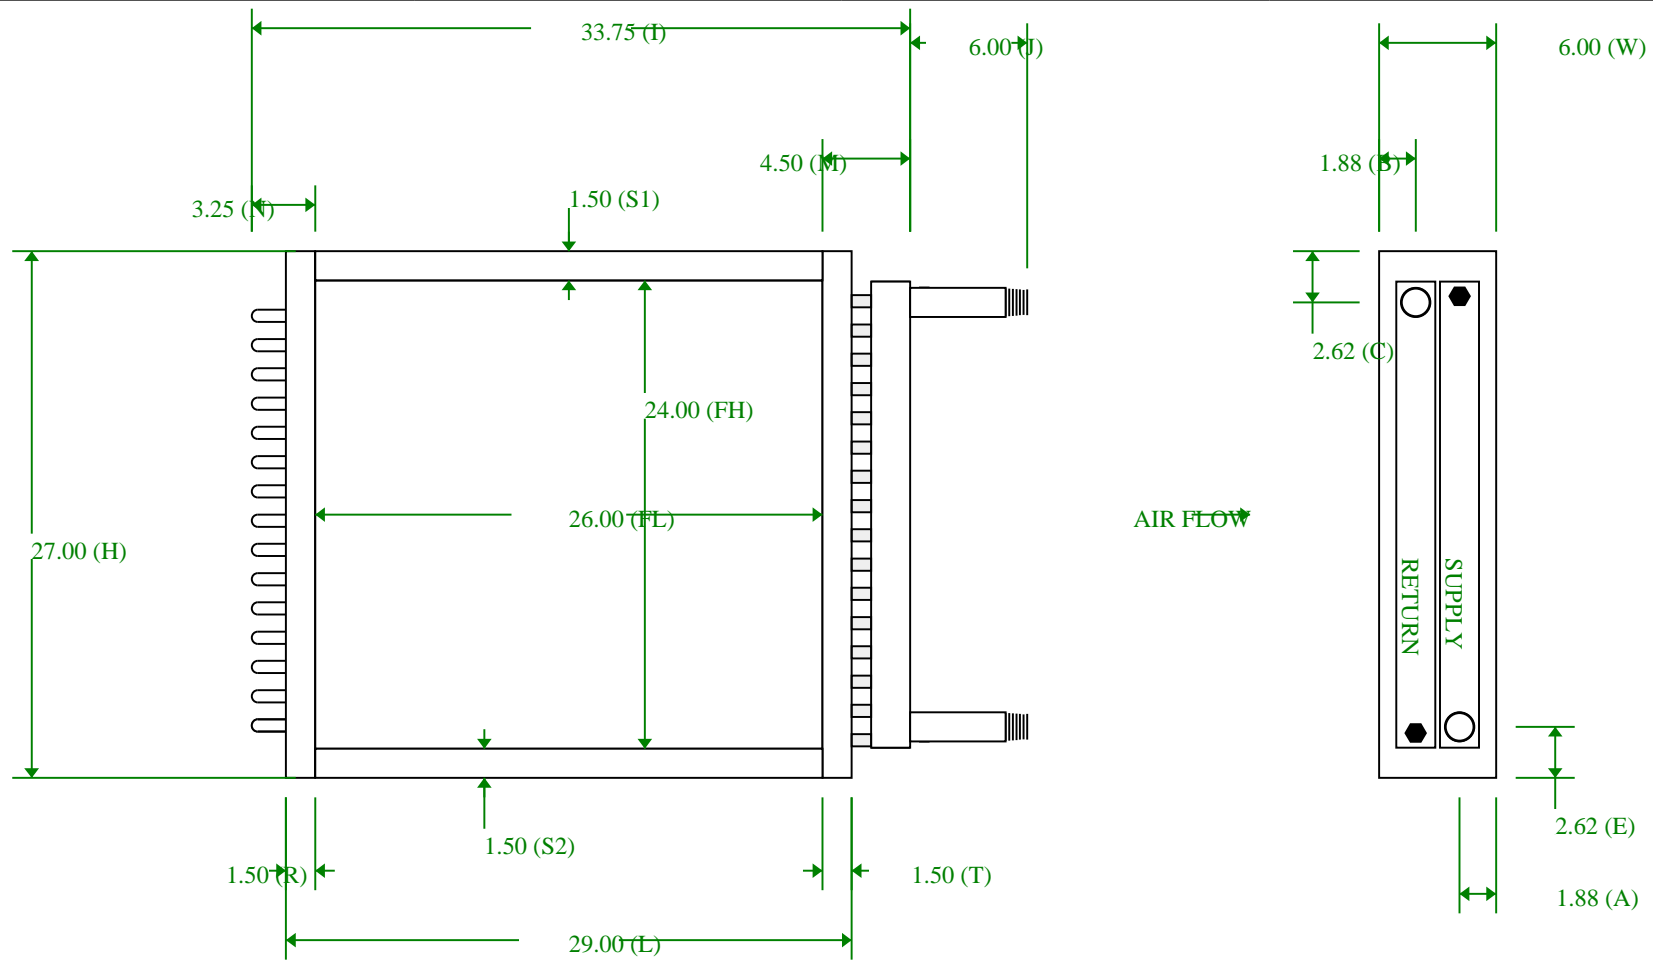 33.75 (I)
6.00 (J)
6.00 (W)
4.50 (M)
1.88 (B)
3.25 (N)
1.50 (S1)
2.62 (C)
24.00 (FH)
26.00 (FL)
AIR FLOW
27.00 (H)
RETURN
SUPPLY
2.62 (E)
1.50 (S2)
1.50 (R)
1.50 (T)
1.88 (A)
29.00 (L)